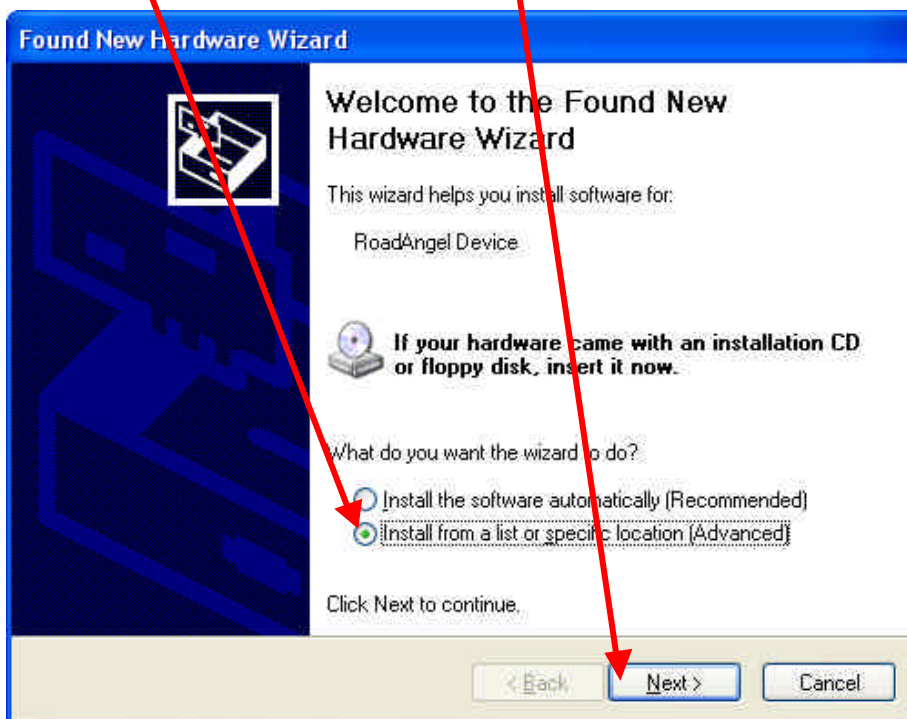 Found New Hardware Wizard
Welcome to the Found New
Hardware Wizard
This wizard helps you install software for:
RoadAngel Device
If your hardware came with an installation CD
or floppy disk, insert it now.
What do you want the wizard to do?
Install the software automatically (Recommended)
Install from a list or specific location (Advanced)
Click Next to continue.
< Back Next > Cancel